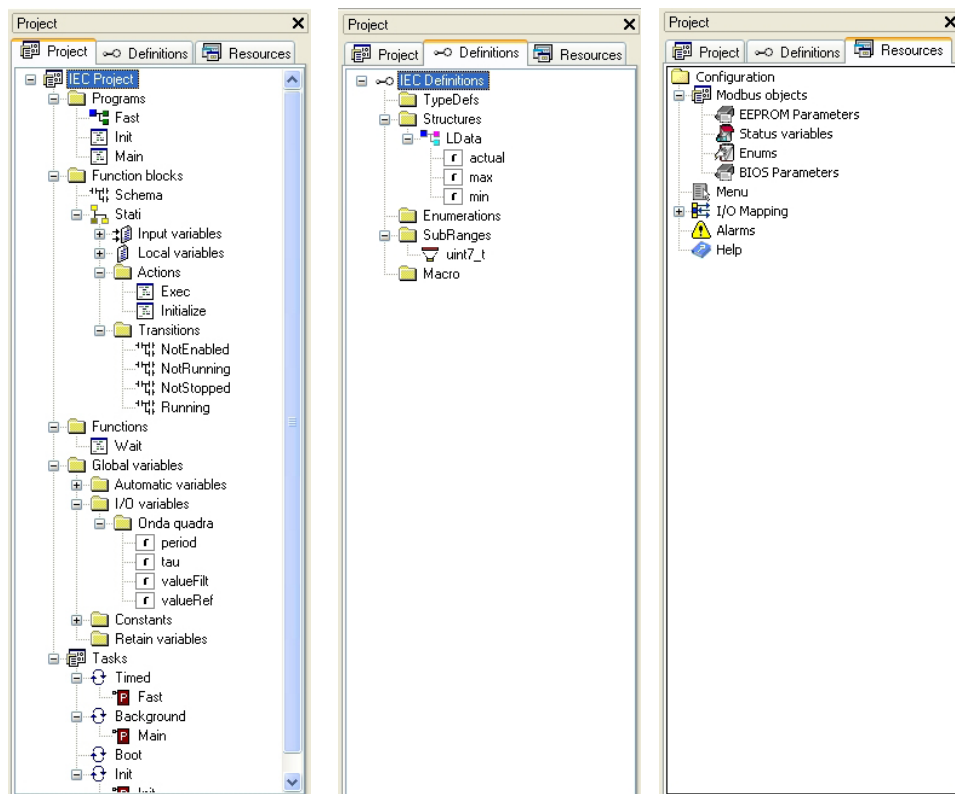 Project
Project Definitions Resources
IEC Project
Programs
Fast
Init
Main
Function blocks
Schema
Stati
Input variables
Local variables
Actions
Exec
Initialize
Transitions
NotEnabled
NotRunning
NotStopped
Running
Functions
Wait
Global variables
Automatic variables
I/O variables
Onda quadra
period
tau
valueFilt
valueRef
Constants
Retain variables
Tasks
Timed
Fast
Background
Main
Boot
Init
Init
Project
Project Definitions Resources
IEC Definitions
TypeDefs
Structures
LData
actual
max
min
Enumerations
SubRanges
uint7_t
Macro
Project
Project Definitions Resources
Configuration
Modbus objects
EEPROM Parameters
Status variables
Enums
BIOS Parameters
Menu
I/O Mapping
Alarms
Help